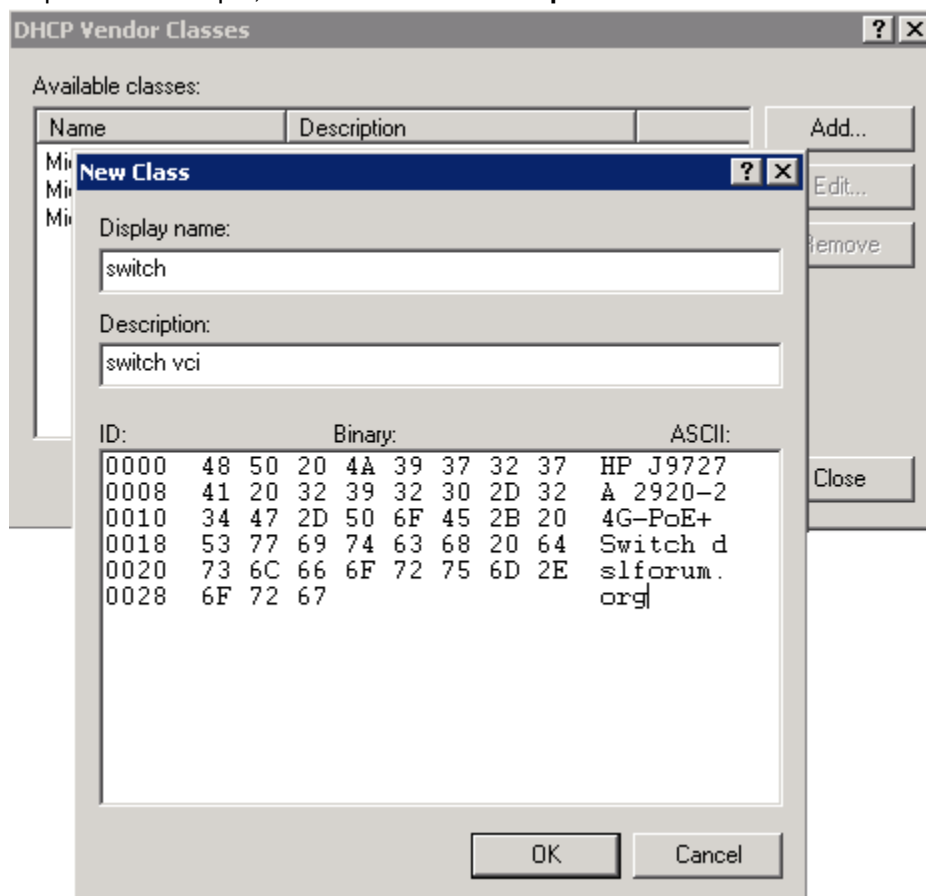 DHCP Vendor Classes
Available classes:
Name Description
Add...
Edit...
Remove
Close
New Class
Display name:
switch
Description:
switch vci
ID: Binary: ASCII:
0000 48 50 20 4A 39 37 32 37 HP J9727
0008 41 20 32 39 32 30 2D 32 A 2920-2
0010 34 47 2D 50 6F 45 2B 20 4G-PoE+
0018 53 77 69 74 63 68 20 64 Switch d
0020 73 6C 66 6F 72 75 6D 2E slforum.
0028 6F 72 67 org
OK Cancel